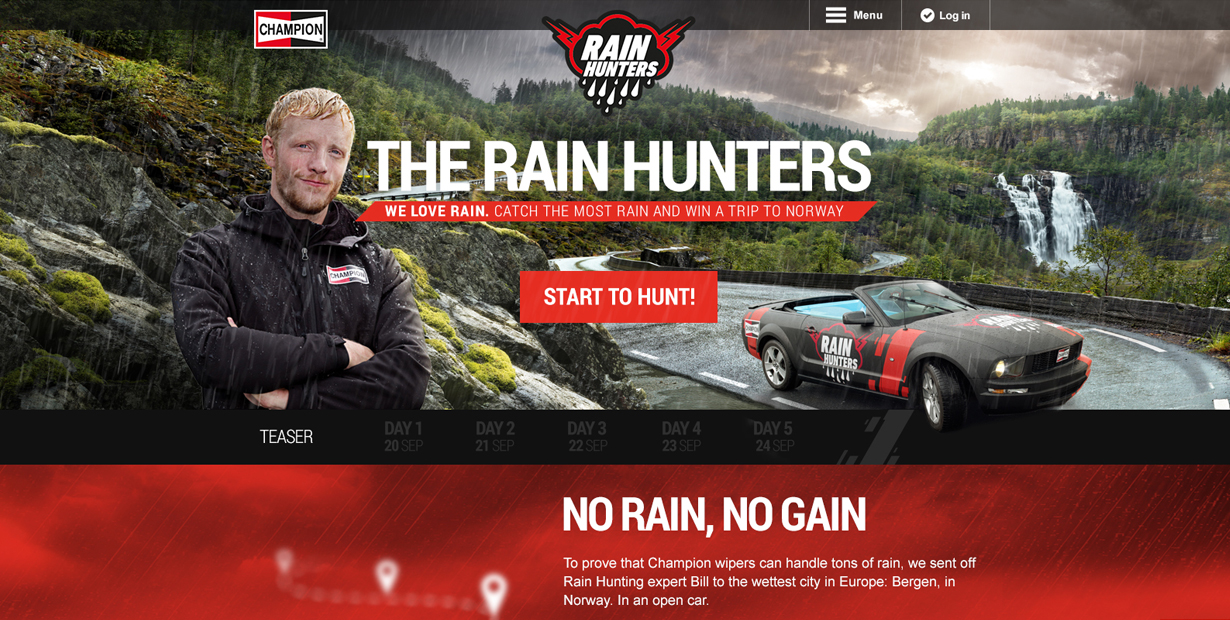 CHAMPION
RAIN
HUNTERS
Menu
Log in
THE RAIN HUNTERS
WE LOVE RAIN. CATCH THE MOST RAIN AND WIN A TRIP TO NORWAY
CHAMPION
START TO HUNT!
RAIN
HUNTERS
TEASER
DAY 1
20 SEP
DAY 2
21 SEP
DAY 3
22 SEP
DAY 4
23 SEP
DAY 5
24 SEP
NO RAIN, NO GAIN
To prove that Champion wipers can handle tons of rain, we sent off
Rain Hunting expert Bill to the wettest city in Europe: Bergen, in
Norway. In an open car.